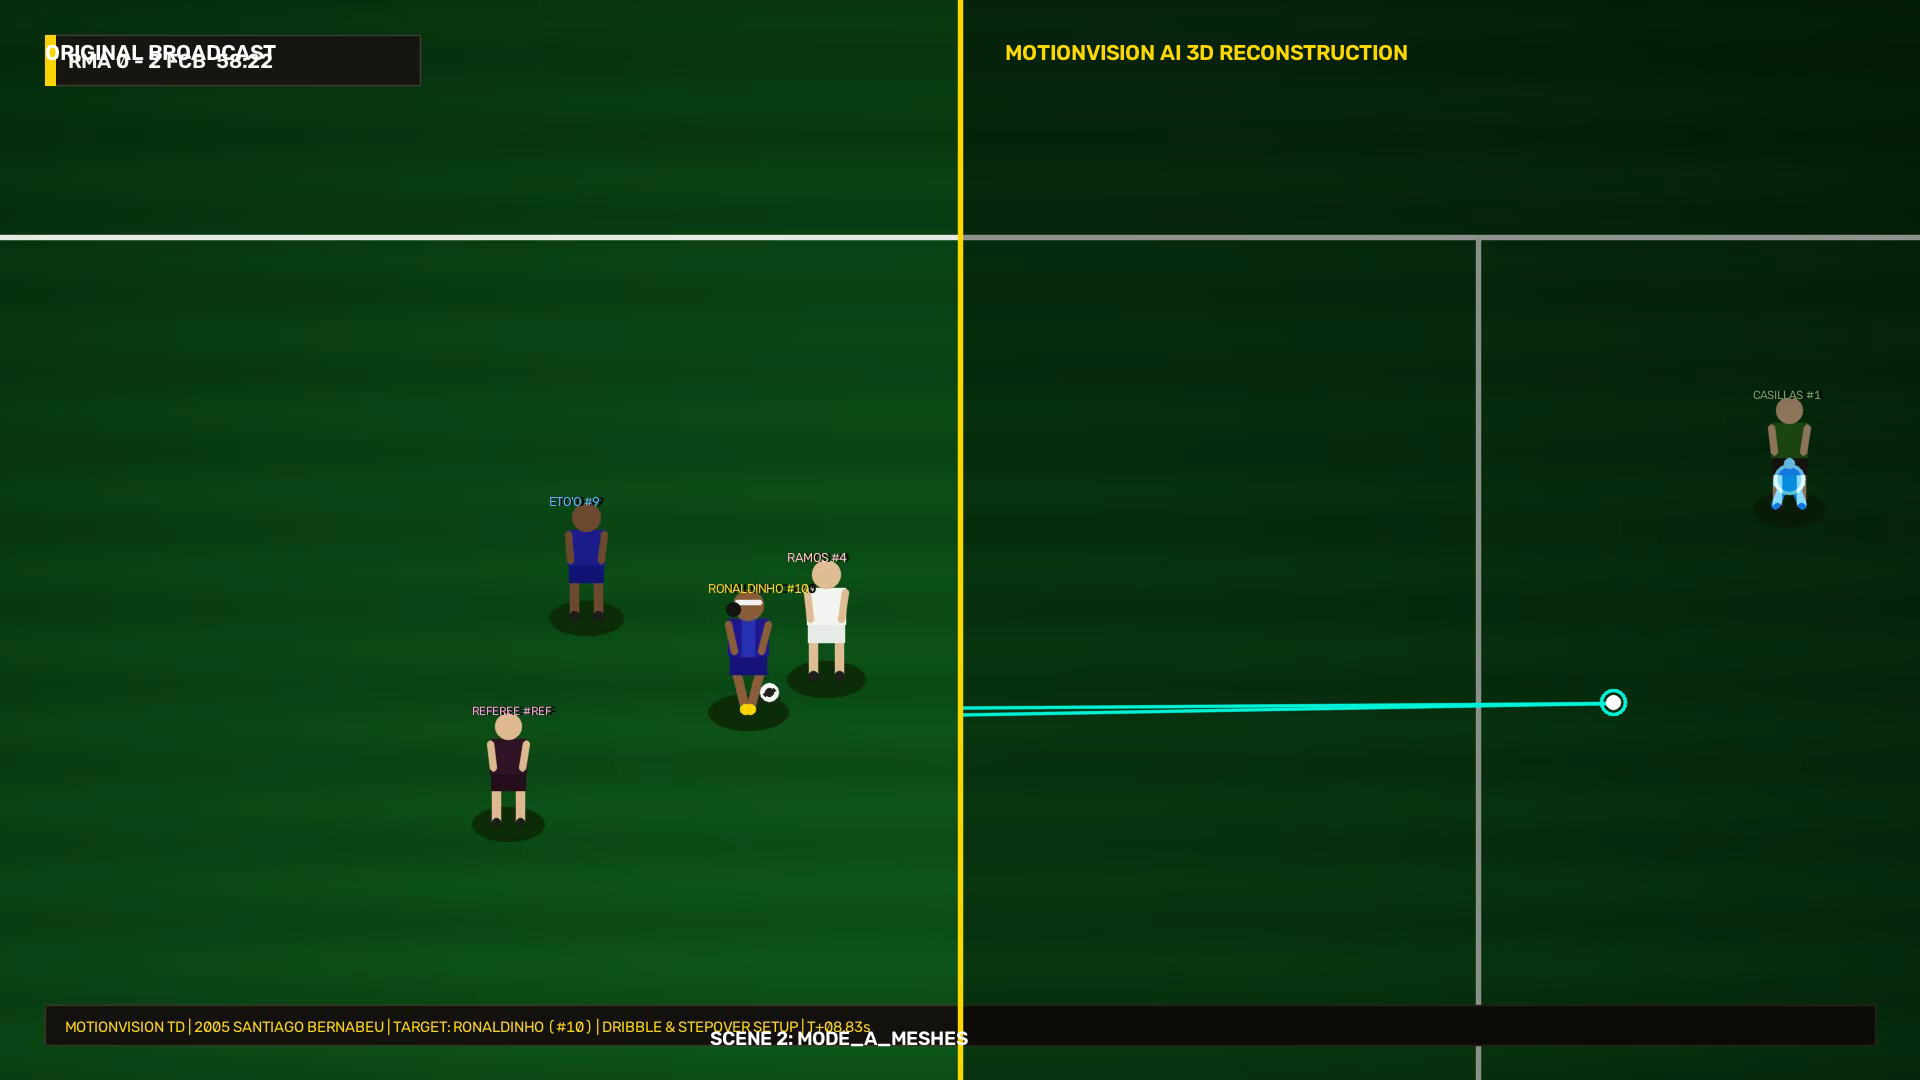 ORIGINAL BROADCAST
RMA 0 - 2 FCB 58:22
MOTIONVISION AI 3D RECONSTRUCTION
CASILLAS #1
ETO'O #9
RAMOS #4
RONALDINHO #10
REFEREE #REF
MOTIONVISION TD | 2005 SANTIAGO BERNABEU | TARGET: RONALDINHO (#10) | DRIBBLE & STEPOVER SETUP | T+08.83s
SCENE 2: MODE_A_MESHES